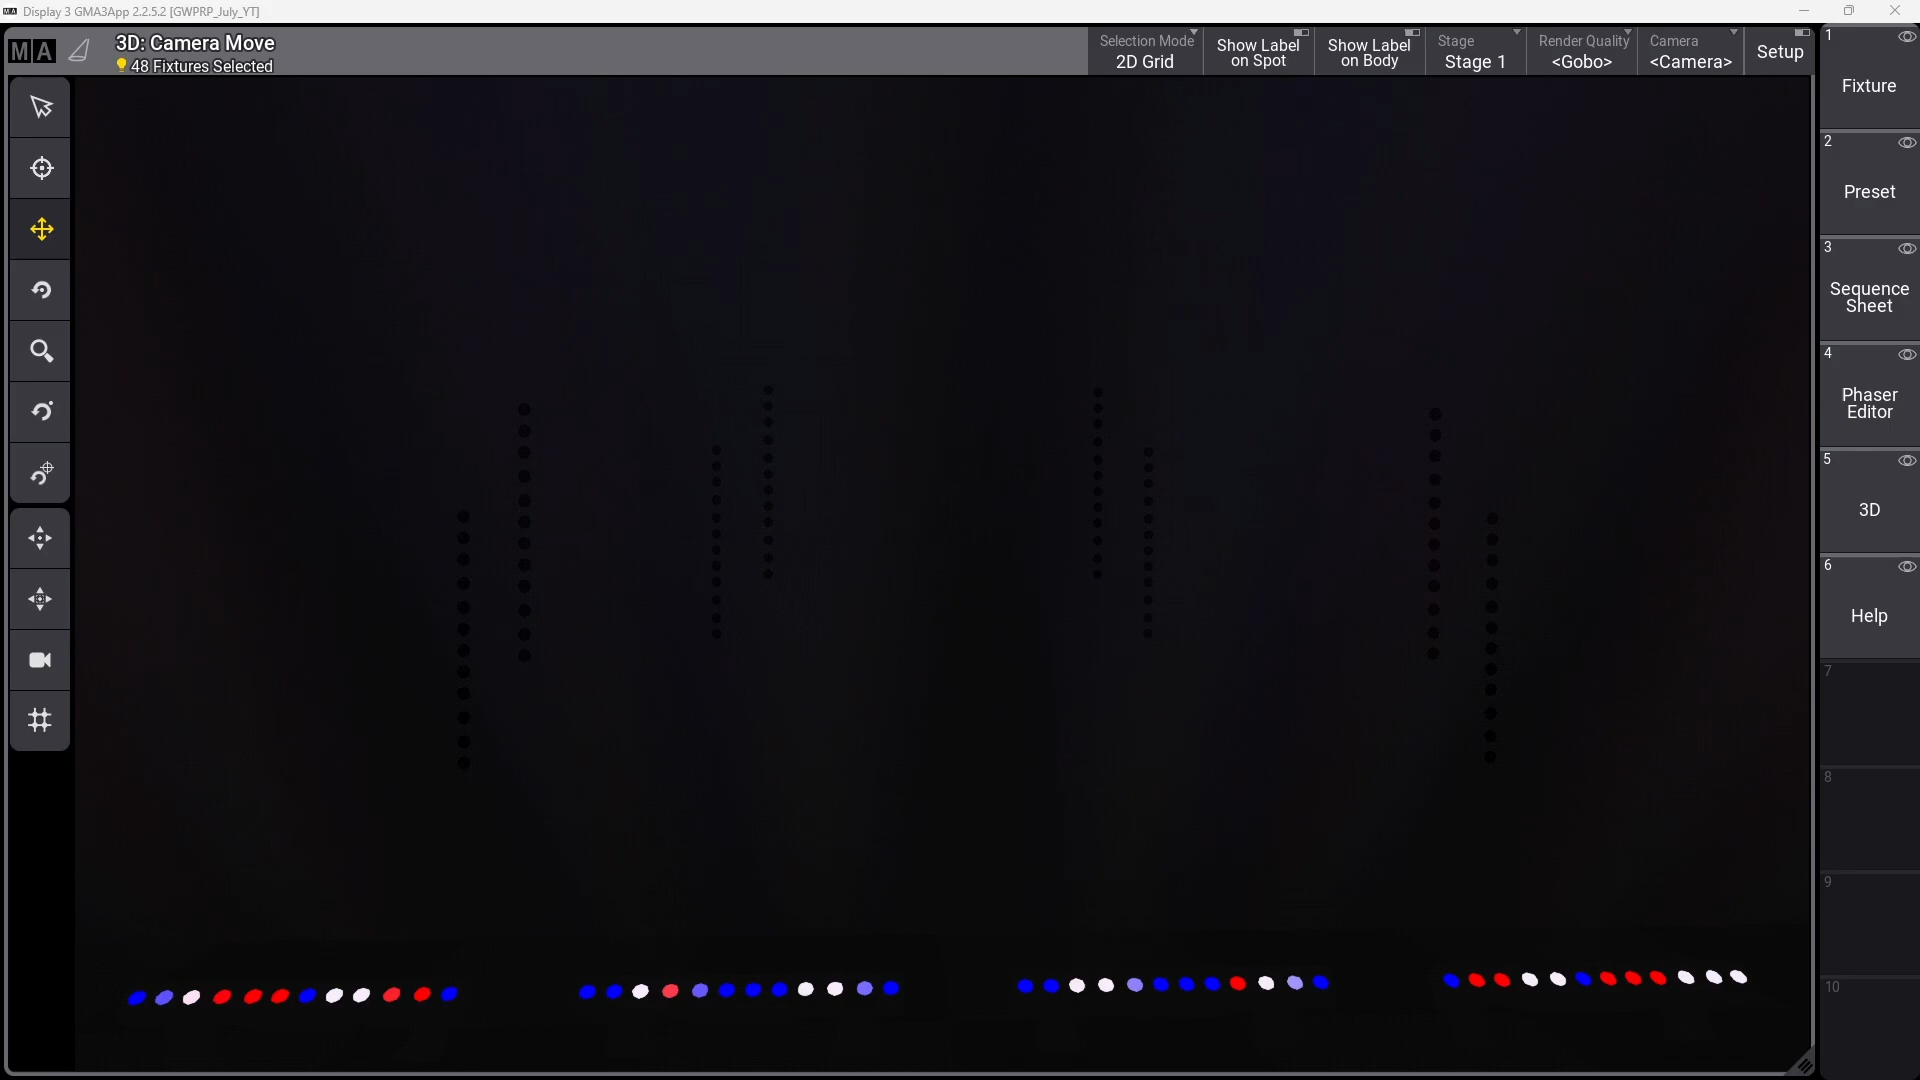 Display 3 GMA3App 2.2.5.2 [GWPRP_July_YT]
MA
3D: Camera Move
48 Fixtures Selected
Selection Mode
2D Grid
Show Label
on Spot
Show Label
on Body
Stage
Stage 1
Render Quality
<Gobo>
Camera
<Camera>
Setup
1
Fixture
2
Preset
3
Sequence
Sheet
4
Phaser
Editor
5
3D
6
Help
7
8
9
10